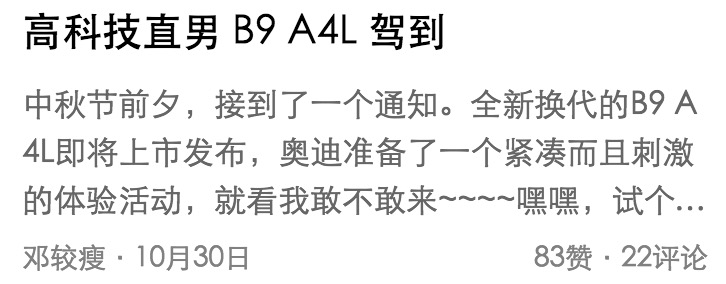 高科技直男 B9 A4L 驾到
中秋节前夕，接到了一个通知。全新换代的B9 A
4L即将上市发布，奥迪准备了一个紧凑而且刺激
的体验活动，就看我敢不敢来~~~~嘿嘿，试个...
邓较瘦 · 10月30日 83赞 · 22评论